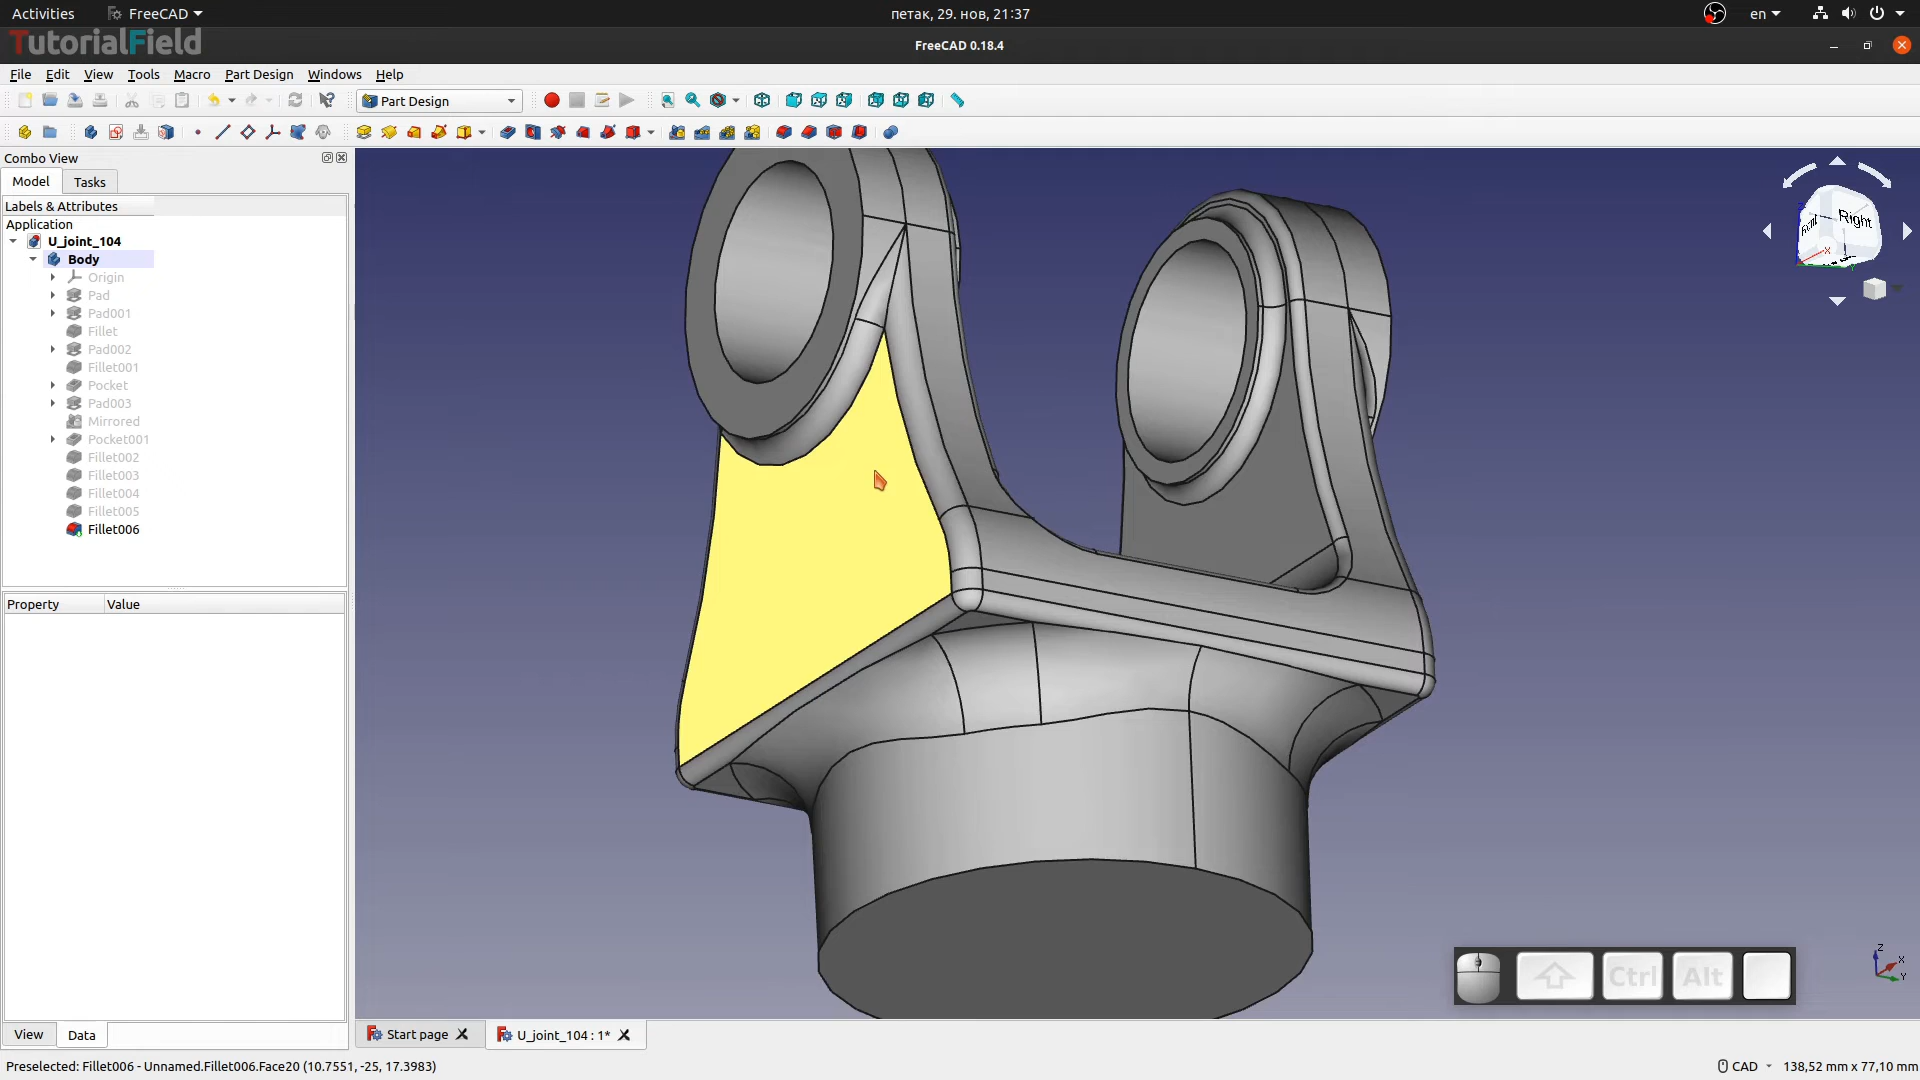 Activities
FreeCAD
петак, 29. нов, 21:37
en
TutorialField
FreeCAD 0.18.4
File Edit View Tools Macro Part Design Windows Help
Part Design
Combo View
Model Tasks
Labels & Attributes
Application
U_joint_104
Body
Origin
Pad
Pad001
Fillet
Pad002
Fillet001
Pocket
Pad003
Mirrored
Pocket001
Fillet002
Fillet003
Fillet004
Fillet005
Fillet006
Property Value
Right
Z
X
Y
Ctrl Alt
View Data
Start page
U_joint_104 : 1*
Preselected: Fillet006 - Unnamed.Fillet006.Face20 (10.7551, -25, 17.3983)
CAD
138,52 mm x 77,10 mm